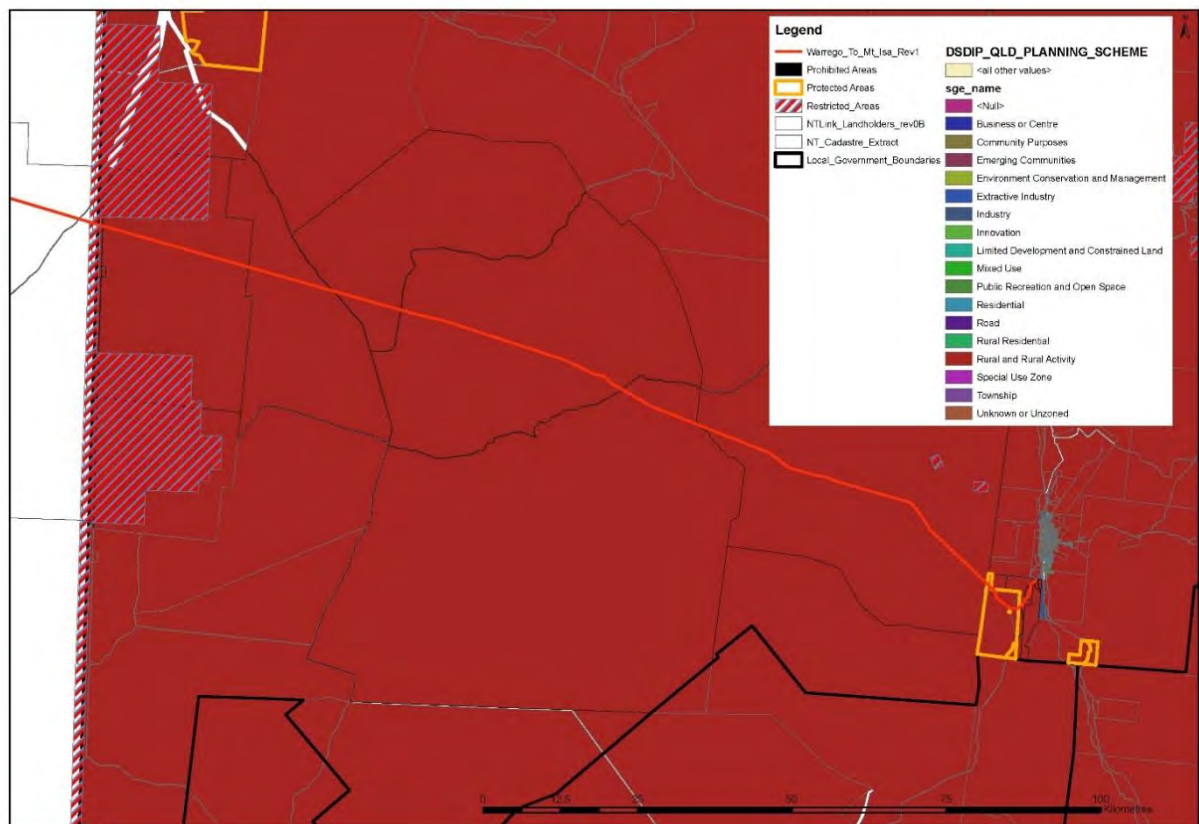 N
Legend
Warrego_To_Mt_Isa_Rev1
Prohibited Areas
Protected Areas
Restricted_Areas
NTLink_Landholders_rev0B
NT_Cadastre_Extract
Local_Government_Boundaries
DSDIP_QLD_PLANNING_SCHEME
<all other values>
sge_name
<Null>
Business or Centre
Community Purposes
Emerging Communities
Environment Conservation and Management
Extractive Industry
Industry
Innovation
Limited Development and Constrained Land
Mixed Use
Public Recreation and Open Space
Residential
Road
Rural Residential
Rural and Rural Activity
Special Use Zone
Township
Unknown or Unzoned
0 12.5 25 50 75 100
Kilometres